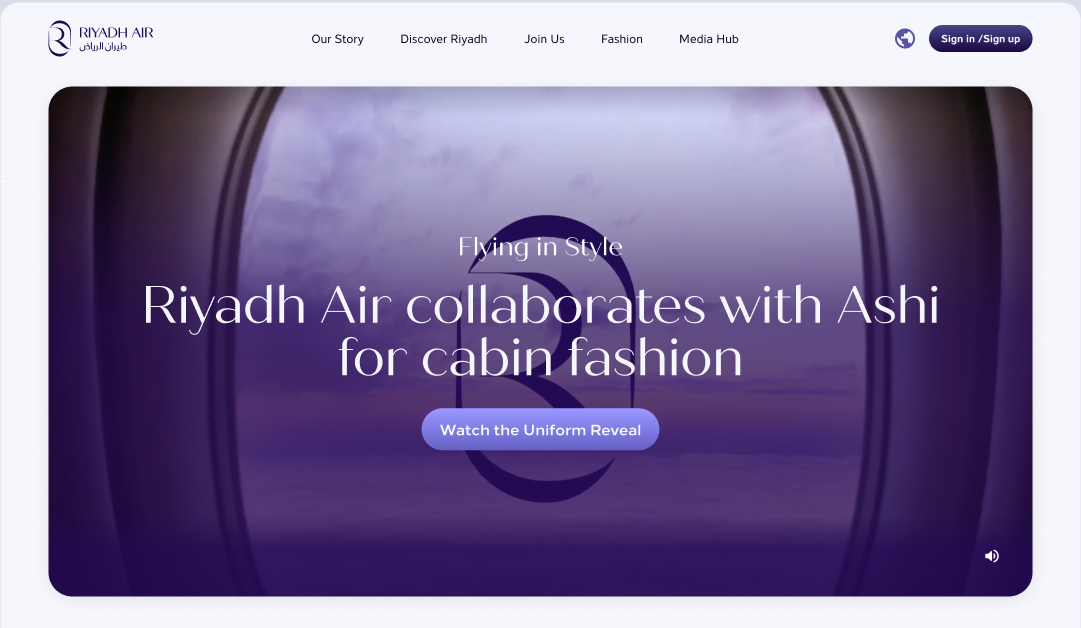 RIYADH AIR
طيران الرياض
Our Story
Discover Riyadh
Join Us
Fashion
Media Hub
Sign in /Sign up
Flying in Style
Riyadh Air collaborates with Ashi
for cabin fashion
Watch the Uniform Reveal